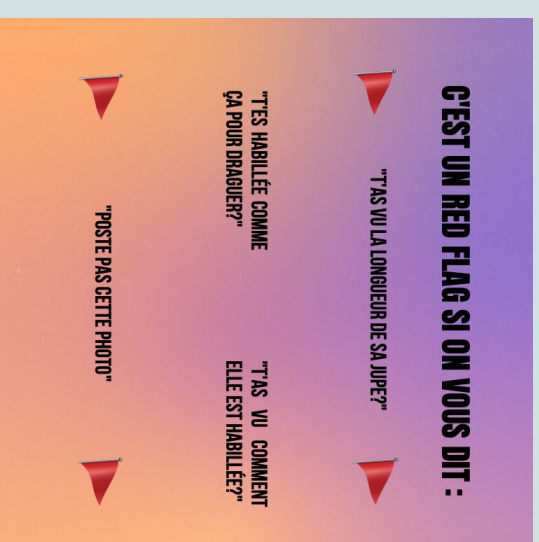 C'EST UN RED FLAG SI ON VOUS DIT :
"T'AS VU LA LONGUEUR DE SA JUPE?"
"T'ES HABILLÉE COMME
ÇA POUR DRAGUER?"
"T'AS VU COMMENT
ELLE EST HABILLÉE?"
"POSTE PAS CETTE PHOTO"